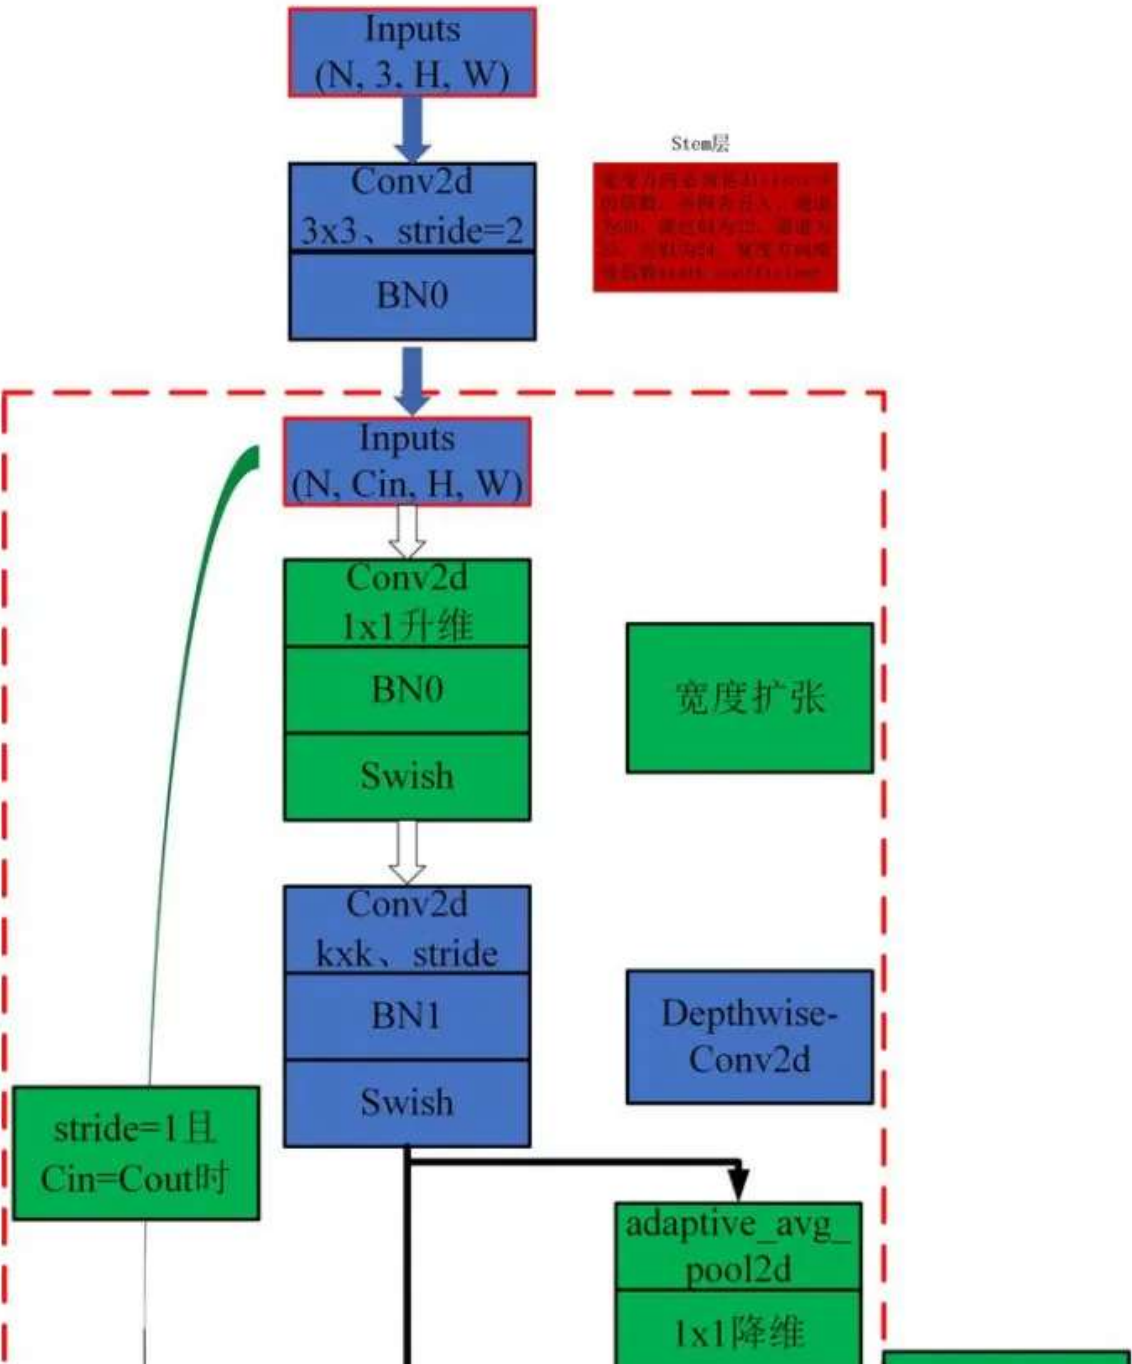 Inputs
(N, 3, H, W)
Stem层
Conv2d
3x3、stride=2
BN0
Inputs
(N, Cin, H, W)
Conv2d
1x1升维
BN0
Swish
宽度扩张
Conv2d
kxk、stride
BN1
Swish
Depthwise-
Conv2d
stride=1且
Cin=Cout时
adaptive_avg_
pool2d
1x1降维